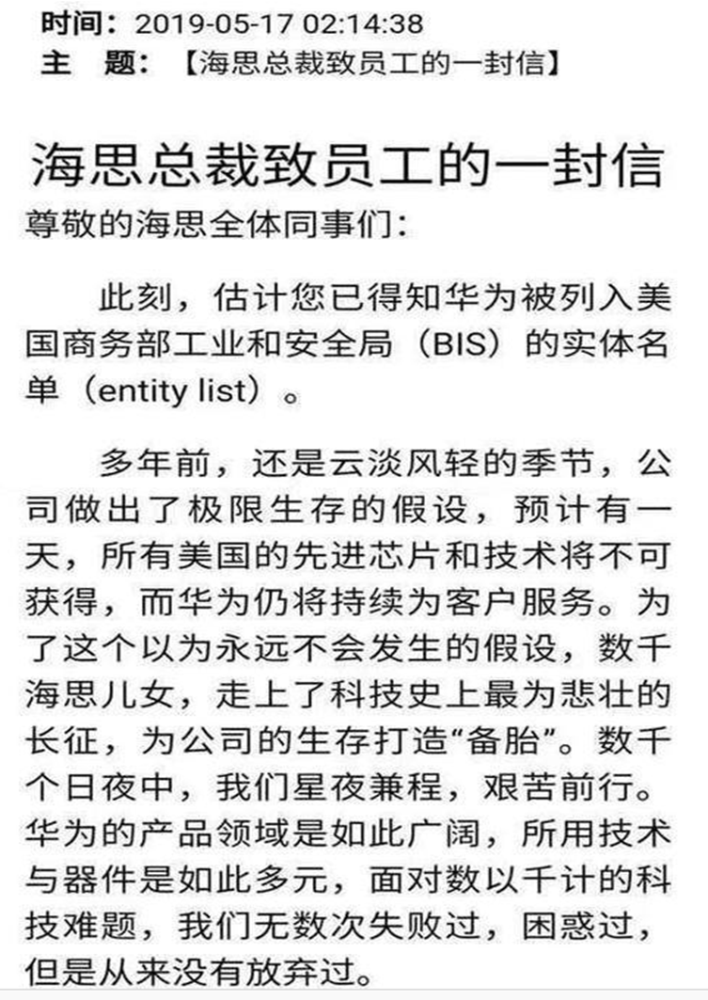 时间：2019-05-17 02:14:38
主　题：【海思总裁致员工的一封信】
海思总裁致员工的一封信
尊敬的海思全体同事们：
此刻，估计您已得知华为被列入美
国商务部工业和安全局（BIS）的实体名
单（entity list）。
多年前，还是云淡风轻的季节，公
司做出了极限生存的假设，预计有一
天，所有美国的先进芯片和技术将不可
获得，而华为仍将持续为客户服务。为
了这个以为永远不会发生的假设，数千
海思儿女，走上了科技史上最为悲壮的
长征，为公司的生存打造“备胎”。数千
个日夜中，我们星夜兼程，艰苦前行。
华为的产品领域是如此广阔，所用技术
与器件是如此多元，面对数以千计的科
技难题，我们无数次失败过，困惑过，
但是从来没有放弃过。